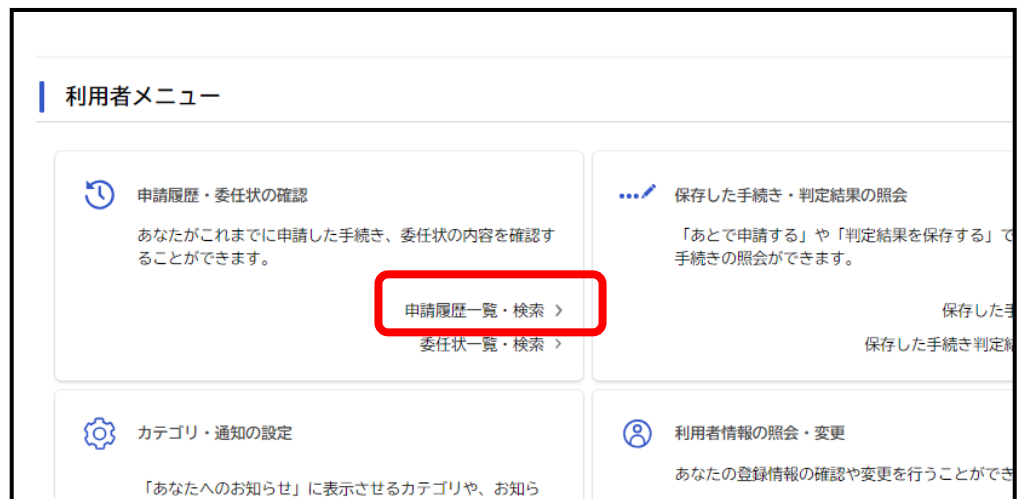 利用者メニュー
申請履歴・委任状の確認
あなたがこれまでに申請した手続き、委任状の内容を確認す
ることができます。
申請履歴一覧・検索 >
委任状一覧・検索 >
保存した手続き・判定結果の照会
「あとで申請する」や「判定結果を保存する」で
手続きの照会ができます。
保存した手
保存した手続き判定結
カテゴリ・通知の設定
「あなたへのお知らせ」に表示させるカテゴリや、お知ら
利用者情報の照会・変更
あなたの登録情報の確認や変更を行うことができ